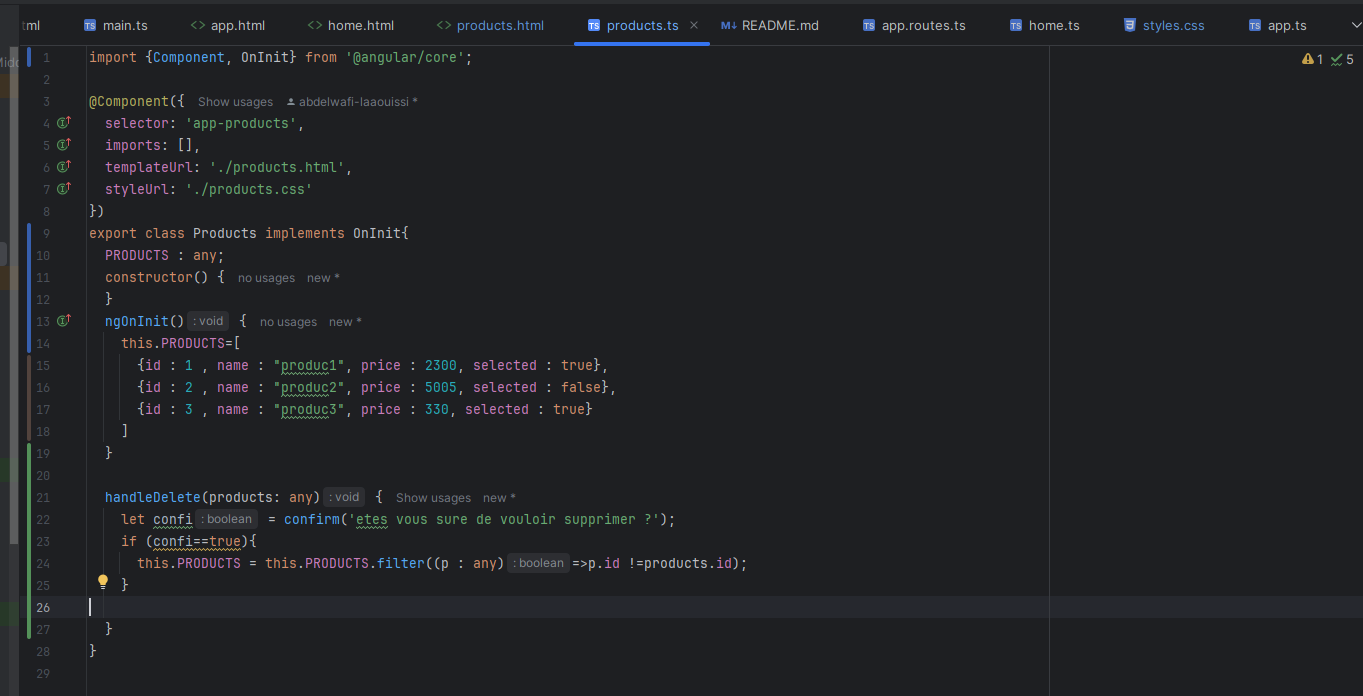 ml main.ts app.html home.html products.html products.ts README.md app.routes.ts home.ts styles.css app.ts
1 import {Component, OnInit} from '@angular/core'; 1 5
2
3 @Component({ Show usages abdelwafi-laaouissi *
4 selector: 'app-products',
5 imports: [],
6 templateUrl: './products.html',
7 styleUrl: './products.css'
8 })
9 export class Products implements OnInit{
10 PRODUCTS : any;
11 constructor() { no usages new *
12 }
13 ngOnInit() : void { no usages new *
14 this.PRODUCTS=[
15 {id : 1 , name : "produc1", price : 2300, selected : true},
16 {id : 2 , name : "produc2", price : 5005, selected : false},
17 {id : 3 , name : "produc3", price : 330, selected : true}
18 ]
19 }
20
21 handleDelete(products: any) : void { Show usages new *
22 let confi : boolean = confirm('etes vous sure de vouloir supprimer ?');
23 if (confi==true){
24 this.PRODUCTS = this.PRODUCTS.filter((p : any) : boolean =>p.id !=products.id);
25 }
26
27 }
28 }
29